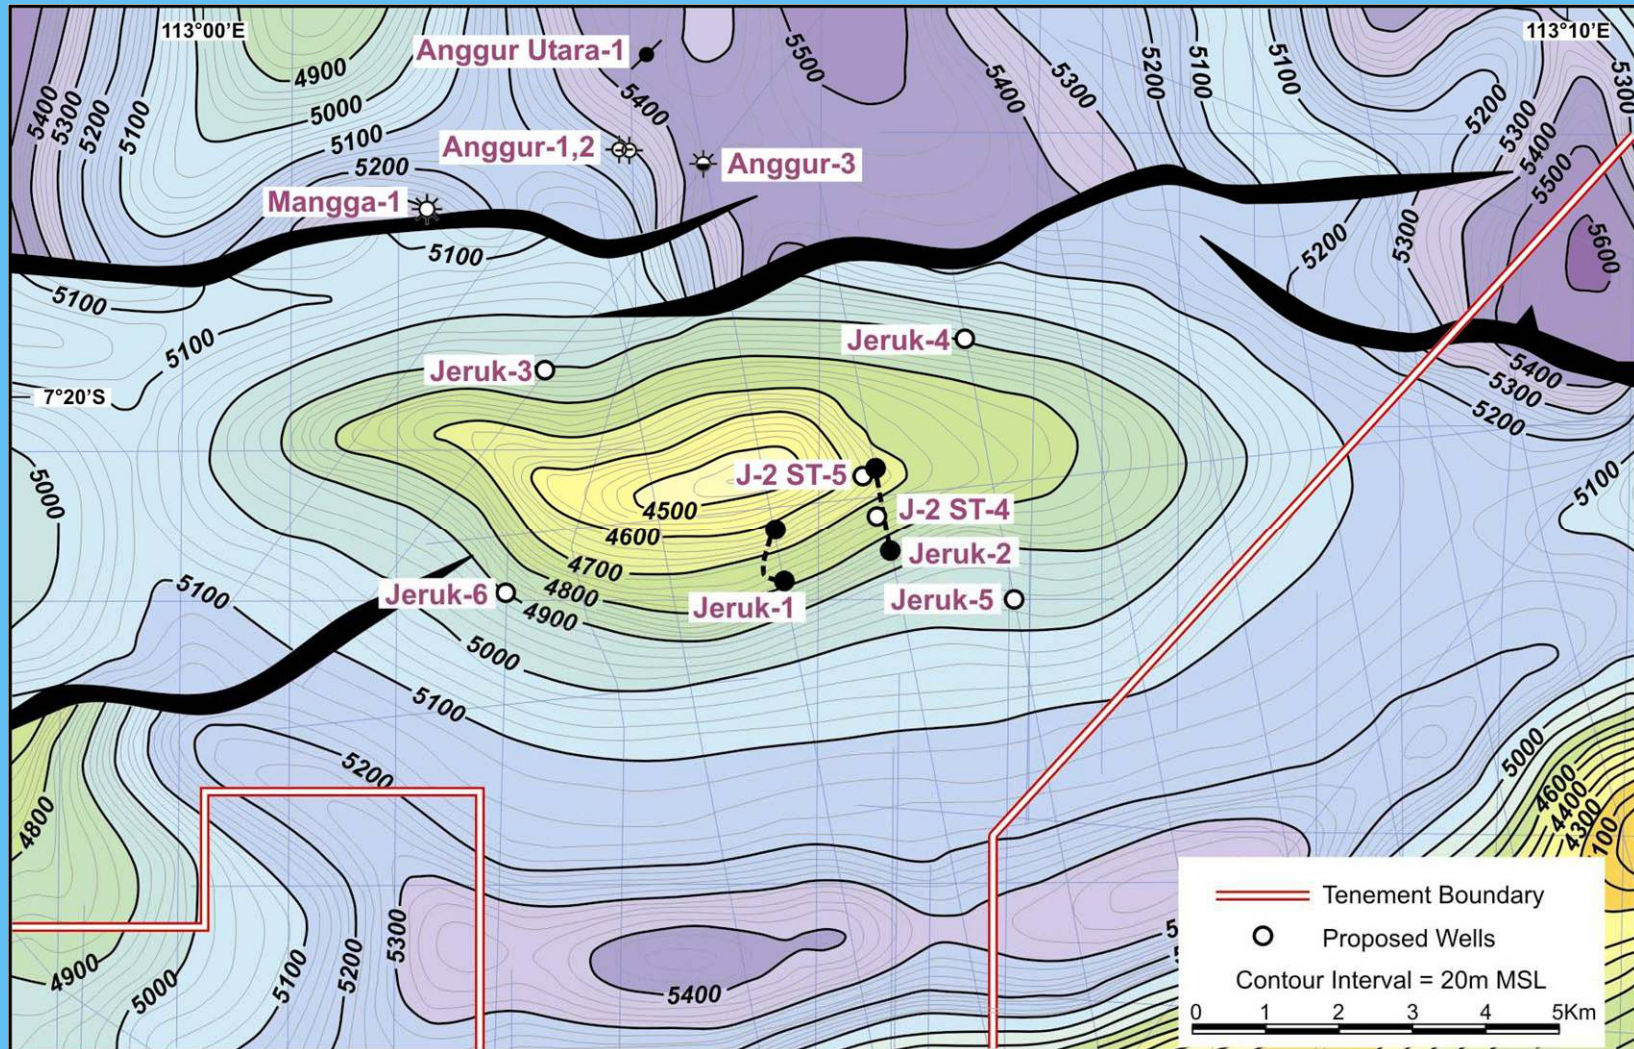 113°00'E
113°10'E
Anggur Utara-1
4900
5000
5100
5200
5400
5300
5200
5100
5400
5500
5400
5300
5200
5100
5100
5200
5300
5400
5500
5300
Anggur-1,2
Anggur-3
Mangga-1
5100
5100
5100
5200
5300
5600
Jeruk-4
Jeruk-3
7°20'S
5400
5300
5200
5000
J-2 ST-5
4500
4600
J-2 ST-4
5100
4700
Jeruk-2
4800
4900
5000
5100
Jeruk-6
Jeruk-1
Jeruk-5
5100
5200
4800
4900
5000
5100
5200
5300
5400
5000
4600
4400
4300
Tenement Boundary
Proposed Wells
Contour Interval = 20m MSL
0 1 2 3 4 5Km